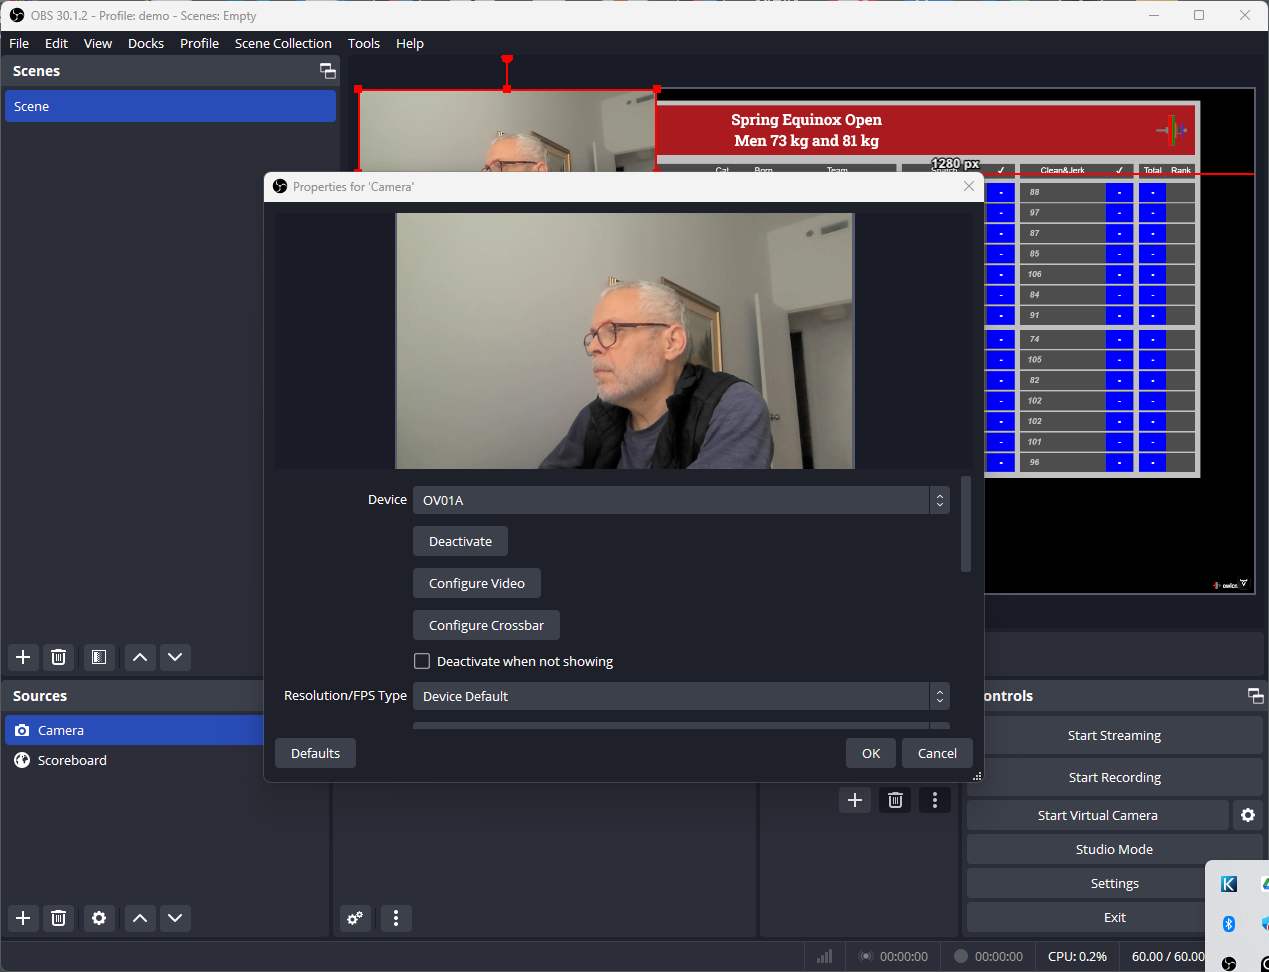 OBS 30.1.2 - Profile: demo - Scenes: Empty
File Edit View Docks Profile Scene Collection Tools Help
Scenes
Scene
Spring Equinox Open
Men 73 kg and 81 kg
1280 px
Cat. Born Team Snatch ✓ Clean&Jerk ✓ Total Rank
- 88 - -
- 97 - -
- 87 - -
- 85 - -
- 106 - -
- 84 - -
- 91 - -
- 74 - -
- 105 - -
- 82 - -
- 102 - -
- 102 - -
- 101 - -
- 96 - -
Properties for 'Camera'
Device OV01A
Deactivate
Configure Video
Configure Crossbar
Deactivate when not showing
Resolution/FPS Type Device Default
Defaults OK Cancel
Sources
Camera
Scoreboard
ontrols
Start Streaming
Start Recording
Start Virtual Camera
Studio Mode
Settings
Exit
00:00:00 00:00:00 CPU: 0.2% 60.00 / 60.00